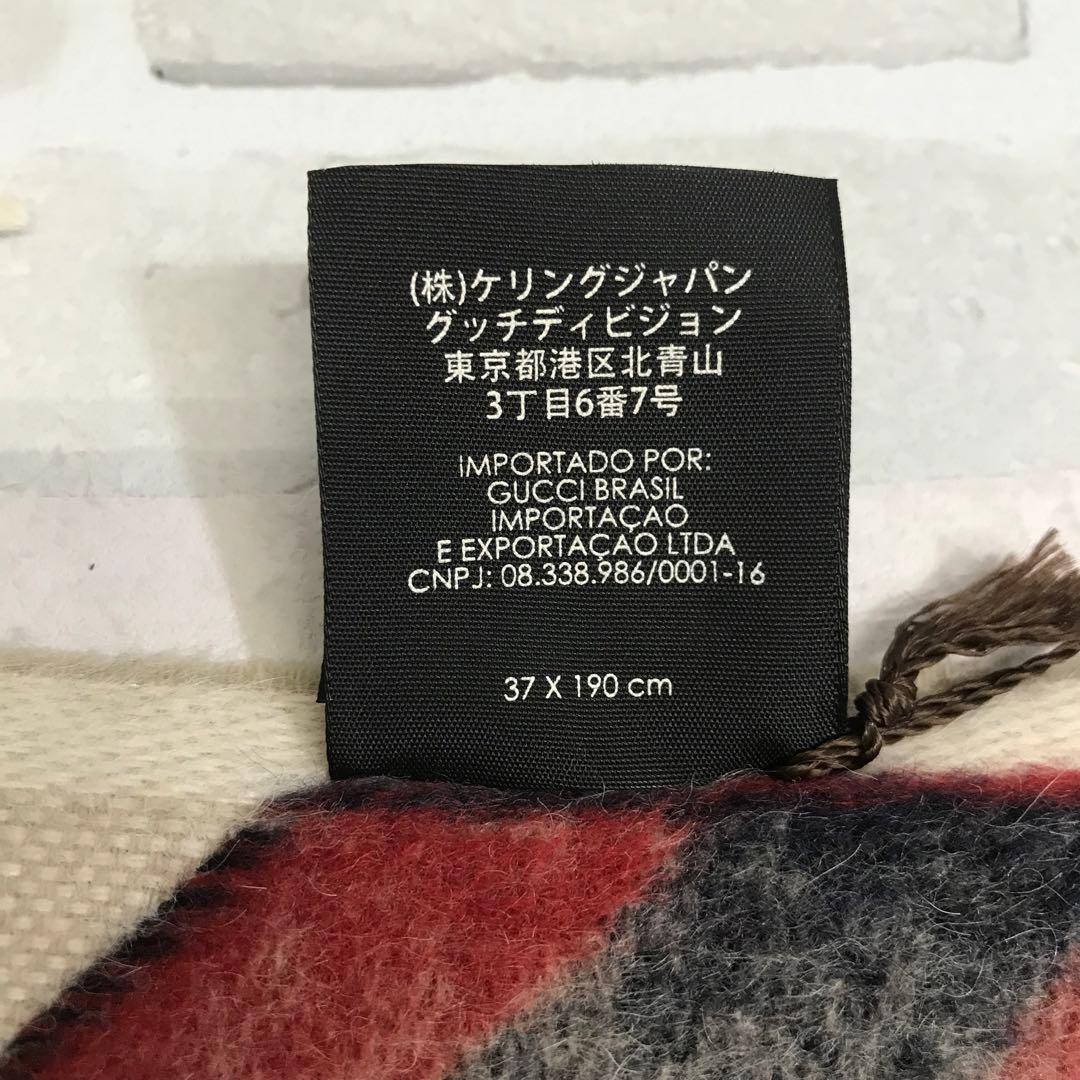 (株)ケリングジャパン
グッチディビジョン
東京都港区北青山
3丁目6番7号
IMPORTADO POR:
GUCCI BRASIL
IMPORTAÇAO
E EXPORTAÇAO LTDA
CNPJ: 08.338.986/0001-16
37 X 190 cm